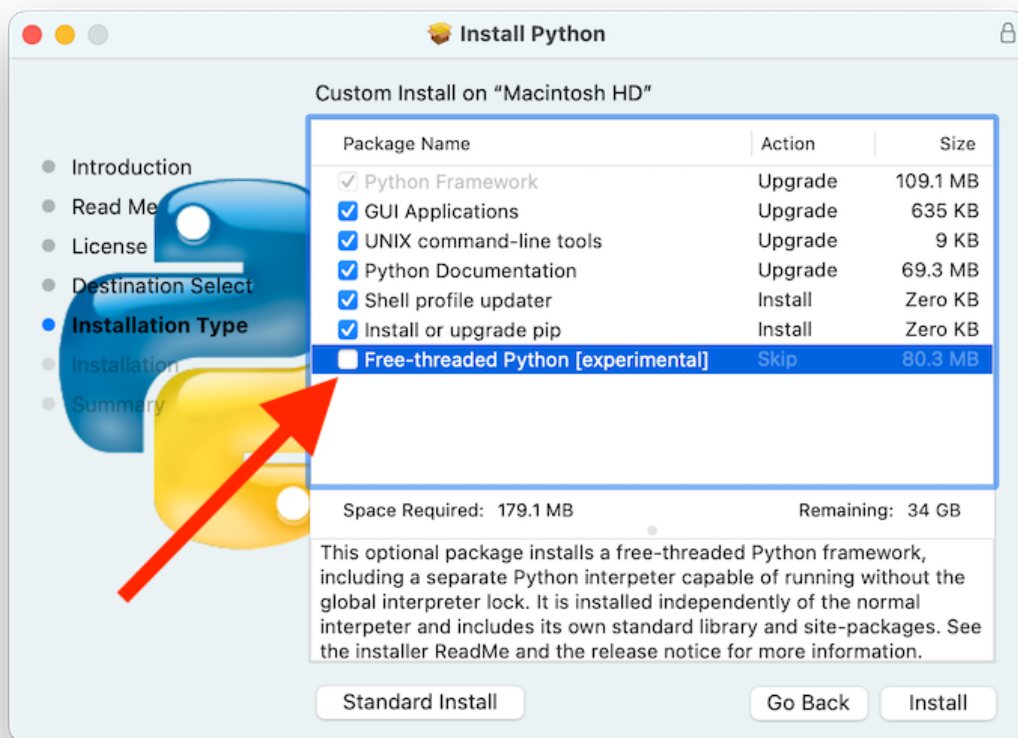 Install Python
Custom Install on “Macintosh HD”
Introduction
Read Me
License
Destination Select
Installation Type
Installation
Summary
Package Name Action Size
Python Framework Upgrade 109.1 MB
GUI Applications Upgrade 635 KB
UNIX command-line tools Upgrade 9 KB
Python Documentation Upgrade 69.3 MB
Shell profile updater Install Zero KB
Install or upgrade pip Install Zero KB
Free-threaded Python [experimental] Skip 80.3 MB
Space Required: 179.1 MB Remaining: 34 GB
This optional package installs a free-threaded Python framework,
including a separate Python interpeter capable of running without the
global interpreter lock. It is installed independently of the normal
interpeter and includes its own standard library and site-packages. See
the installer ReadMe and the release notice for more information.
Standard Install Go Back Install